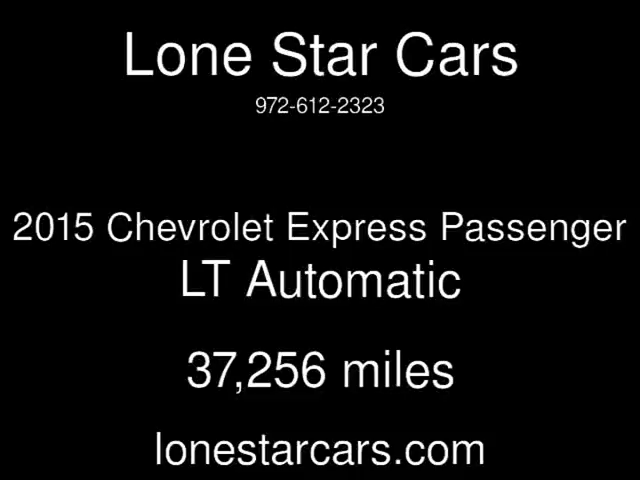 Lone Star Cars
972-612-2323
2015 Chevrolet Express Passenger
LT Automatic
37,256 miles
lonestarcars.com